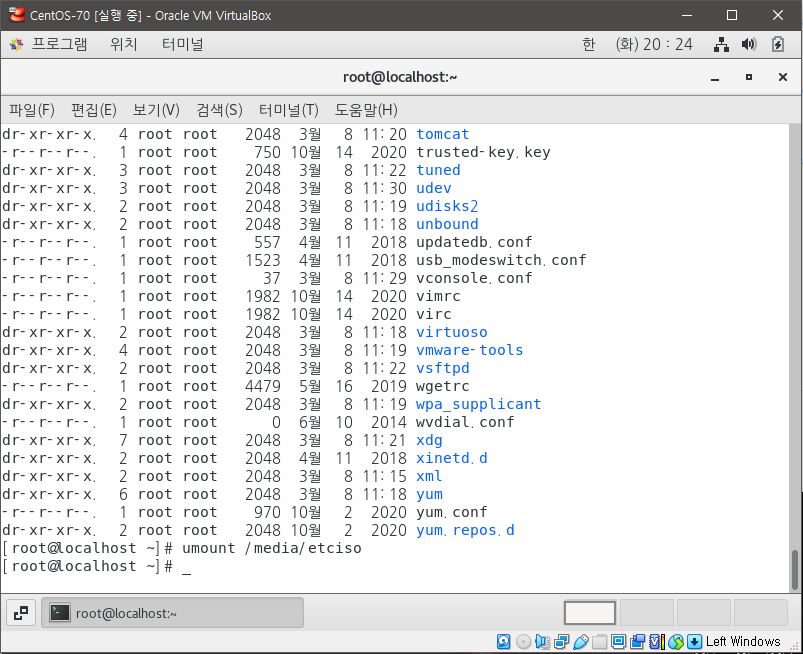 CentOS-70 [실행 중] - Oracle VM VirtualBox
프로그램 위치 터미널 한 (화) 20 : 24
root@localhost:~
파일(F) 편집(E) 보기(V) 검색(S) 터미널(T) 도움말(H)
dr-xr-xr-x. 4 root root 2048 3월 8 11:20 tomcat
-r--r--r--. 1 root root 750 10월 14 2020 trusted-key.key
dr-xr-xr-x. 3 root root 2048 3월 8 11:22 tuned
dr-xr-xr-x. 3 root root 2048 3월 8 11:30 udev
dr-xr-xr-x. 2 root root 2048 3월 8 11:19 udisks2
dr-xr-xr-x. 2 root root 2048 3월 8 11:18 unbound
-r--r--r--. 1 root root 557 4월 11 2018 updatedb.conf
-r--r--r--. 1 root root 1523 4월 11 2018 usb_modeswitch.conf
-r--r--r--. 1 root root 37 3월 8 11:29 vconsole.conf
-r--r--r--. 1 root root 1982 10월 14 2020 vimrc
-r--r--r--. 1 root root 1982 10월 14 2020 virc
dr-xr-xr-x. 2 root root 2048 3월 8 11:18 virtuoso
dr-xr-xr-x. 4 root root 2048 3월 8 11:19 vmware-tools
dr-xr-xr-x. 2 root root 2048 3월 8 11:22 vsftpd
-r--r--r--. 1 root root 4479 5월 16 2019 wgetrc
dr-xr-xr-x. 2 root root 2048 3월 8 11:19 wpa_supplicant
-r--r--r--. 1 root root 0 6월 10 2014 wvdial.conf
dr-xr-xr-x. 7 root root 2048 3월 8 11:21 xdg
dr-xr-xr-x. 2 root root 2048 4월 11 2018 xinetd.d
dr-xr-xr-x. 2 root root 2048 3월 8 11:15 xml
dr-xr-xr-x. 6 root root 2048 3월 8 11:18 yum
-r--r--r--. 1 root root 970 10월 2 2020 yum.conf
dr-xr-xr-x. 2 root root 2048 10월 2 2020 yum.repos.d
[root@localhost ~]# umount /media/etciso
[root@localhost ~]# _
root@localhost:~
Left Windows